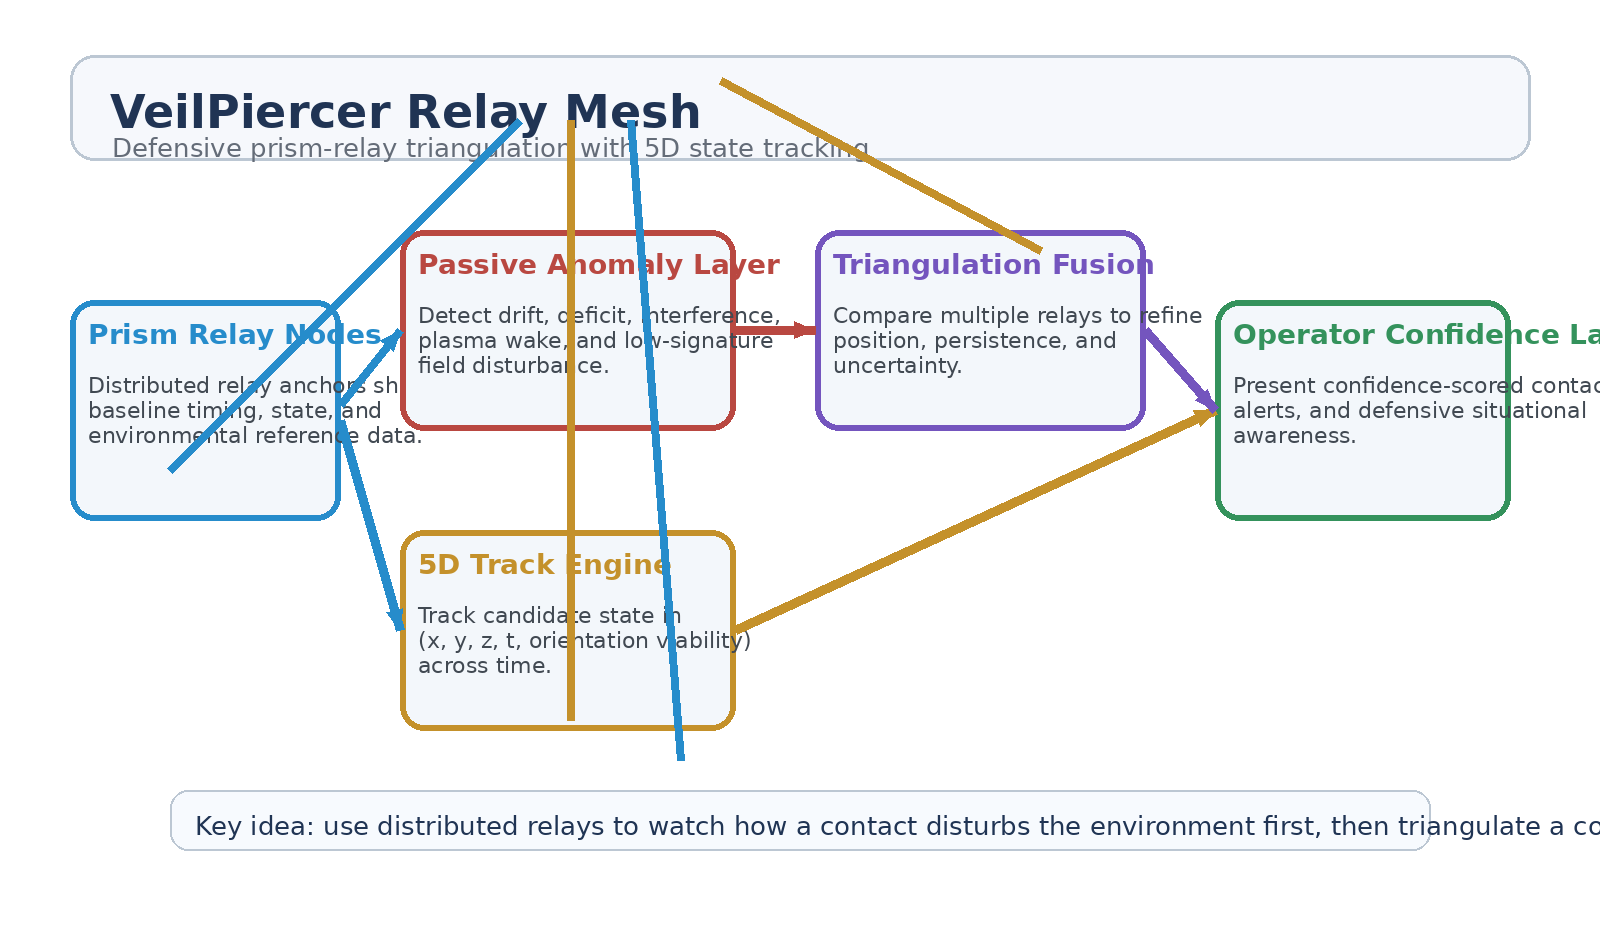 VeilPiercer Relay Mesh
Defensive prism-relay triangulation with 5D state tracking
Prism Relay Nodes
Distributed relay anchors sh
baseline timing, state, and
environmental reference data.
Passive Anomaly Layer
Detect drift, deficit, interference,
plasma wake, and low-signature
field disturbance.
Triangulation Fusion
Compare multiple relays to refine
position, persistence, and
uncertainty.
Operator Confidence La
Present confidence-scored contac
alerts, and defensive situational
awareness.
5D Track Engine
Track candidate state in
(x, y, z, t, orientation viability)
across time.
Key idea: use distributed relays to watch how a contact disturbs the environment first, then triangulate a co